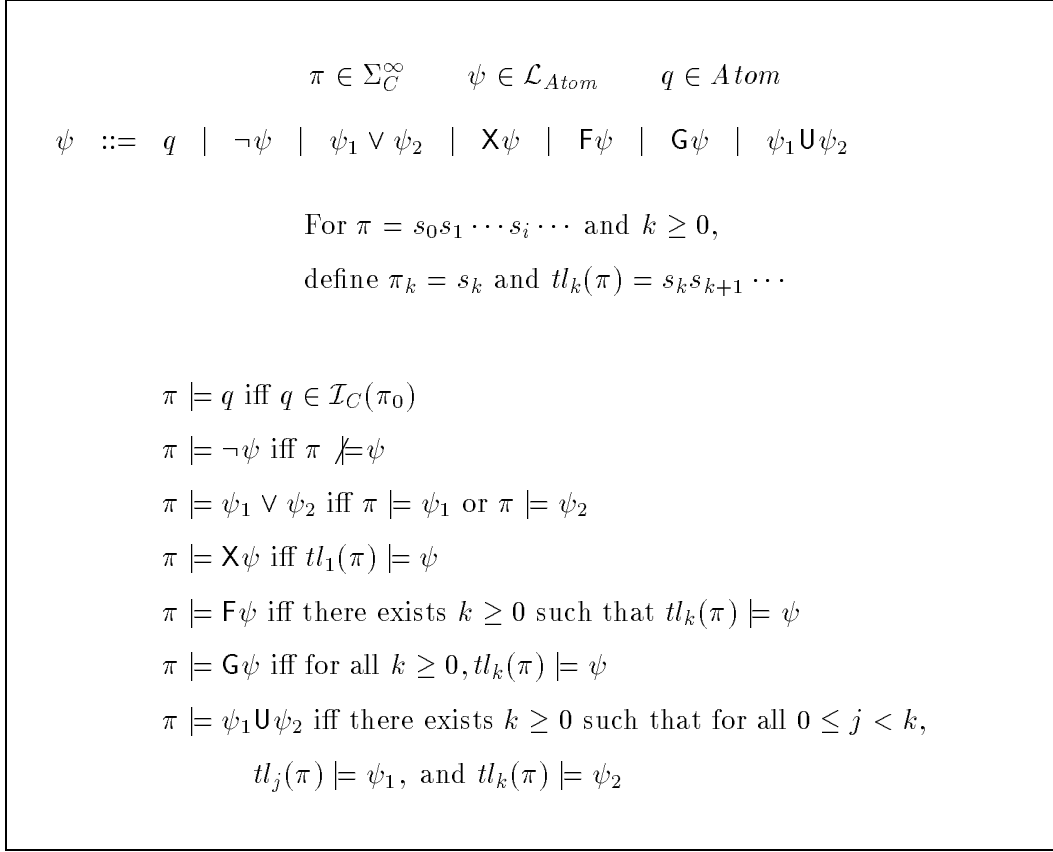 π ∈ Σ_C^∞ ψ ∈ ℒ_Atom q ∈ Atom
ψ ::= q | ¬ψ | ψ₁ ∨ ψ₂ | Xψ | Fψ | Gψ | ψ₁Uψ₂
For π = s₀s₁ ⋯ s_i ⋯ and k ≥ 0,
define π_k = s_k and tl_k(π) = s_k s_{k+1} ⋯
π ⊨ q iff q ∈ ℐ_C(π₀)
π ⊨ ¬ψ iff π ⊭ ψ
π ⊨ ψ₁ ∨ ψ₂ iff π ⊨ ψ₁ or π ⊨ ψ₂
π ⊨ Xψ iff tl₁(π) ⊨ ψ
π ⊨ Fψ iff there exists k ≥ 0 such that tl_k(π) ⊨ ψ
π ⊨ Gψ iff for all k ≥ 0, tl_k(π) ⊨ ψ
π ⊨ ψ₁Uψ₂ iff there exists k ≥ 0 such that for all 0 ≤ j < k,
tl_j(π) ⊨ ψ₁, and tl_k(π) ⊨ ψ₂